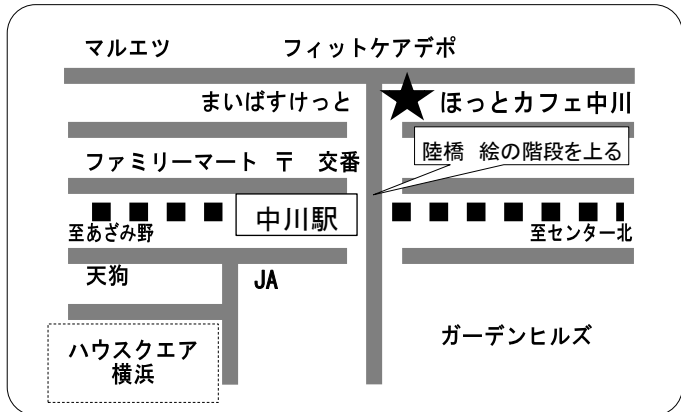 マルエツ
フィットケアデポ
まいばすけっと
ほっとカフェ中川
ファミリーマート 〒 交番
陸橋 絵の階段を上る
中川駅
至あざみ野
至センター北
天狗
JA
ガーデンヒルズ
ハウスクエア
横浜